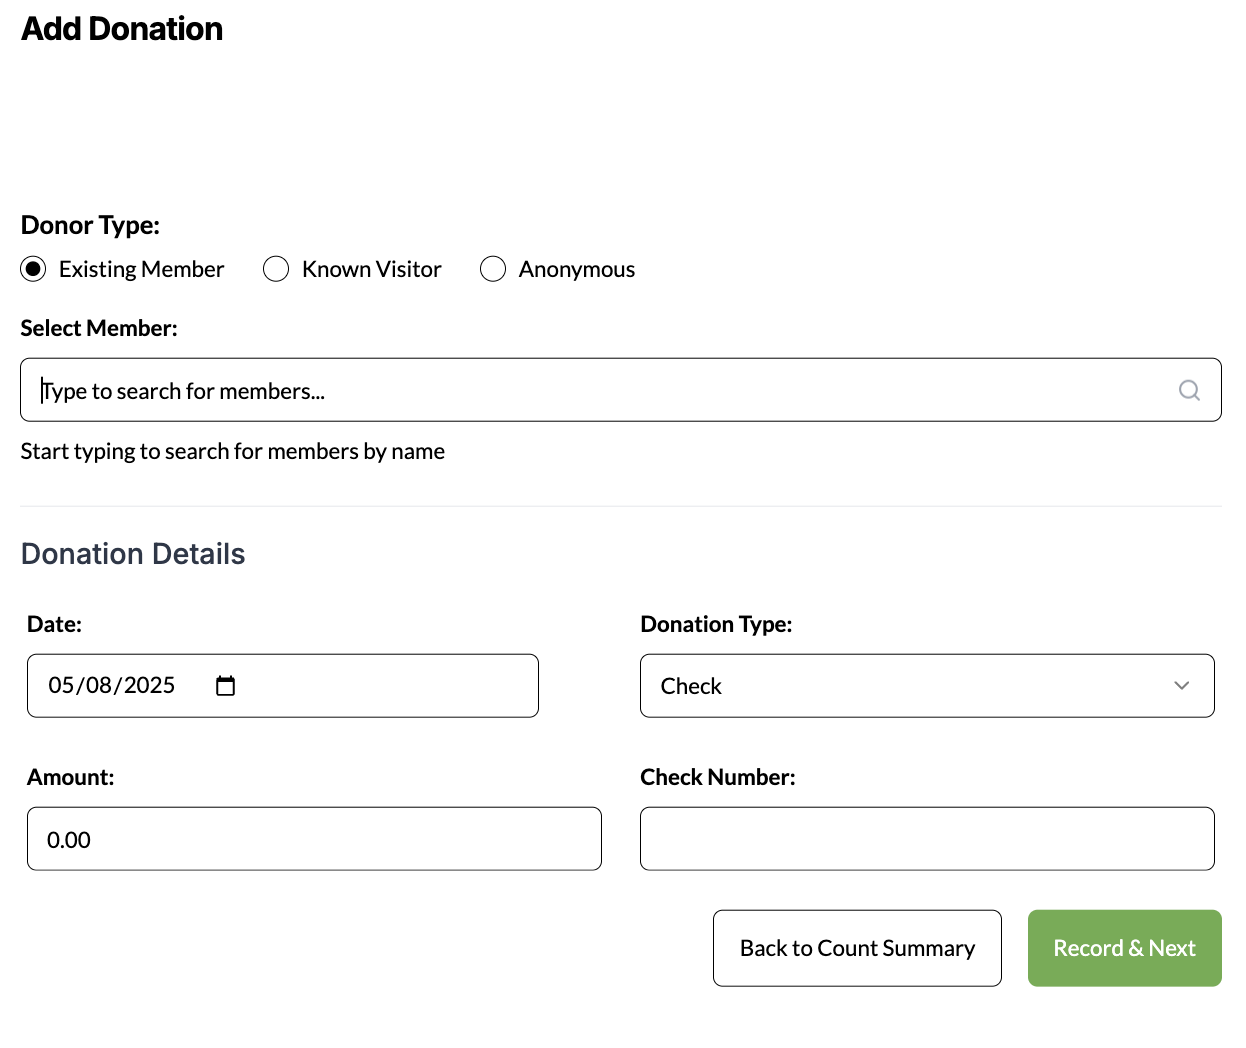 Add Donation
Donor Type:
Existing Member Known Visitor Anonymous
Select Member:
Type to search for members...
Start typing to search for members by name
Donation Details
Date: Donation Type:
05/08/2025 Check
Amount: Check Number:
0.00
Back to Count Summary Record & Next